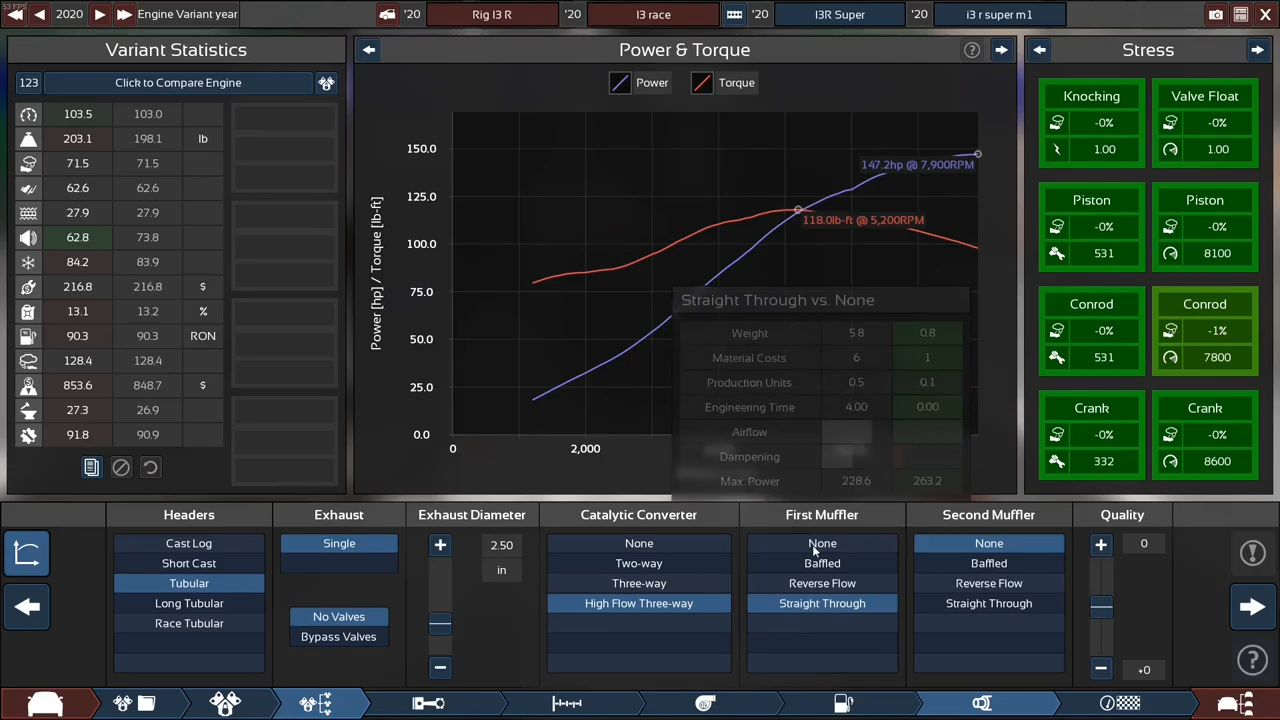 53 FPS
2020 Engine Variant year '20 Rig I3 R '20 I3 race '20 I3R Super '20 i3 r super m1
Variant Statistics
Power & Torque
Stress
123 Click to Compare Engine
Power Torque
103.5 103.0
203.1 198.1 lb
71.5 71.5
62.6 62.6
27.9 27.9
62.8 73.8
84.2 83.9
216.8 216.8 $
13.1 13.2 %
90.3 90.3 RON
128.4 128.4
853.6 848.7 $
27.3 26.9
91.8 90.9
Power [hp] / Torque [lb-ft]
150.0
125.0
100.0
75.0
50.0
25.0
0.0
0 2,000
147.2hp @ 7,900RPM
118.0lb-ft @ 5,200RPM
Straight Through vs. None
Weight 5.8 0.8
Material Costs 6 1
Production Units 0.5 0.1
Engineering Time 4.00 0.00
Airflow
Dampening
Max. Power 228.6 263.2
Knocking Valve Float
-0% -0%
1.00 1.00
Piston Piston
-0% -0%
531 8100
Conrod Conrod
-0% -1%
531 7800
Crank Crank
-0% -0%
332 8600
Headers
Cast Log
Short Cast
Tubular
Long Tubular
Race Tubular
Exhaust
Single
No Valves
Bypass Valves
Exhaust Diameter
2.50
in
Catalytic Converter
None
Two-way
Three-way
High Flow Three-way
First Muffler
None
Baffled
Reverse Flow
Straight Through
Second Muffler
None
Baffled
Reverse Flow
Straight Through
Quality
0
+0